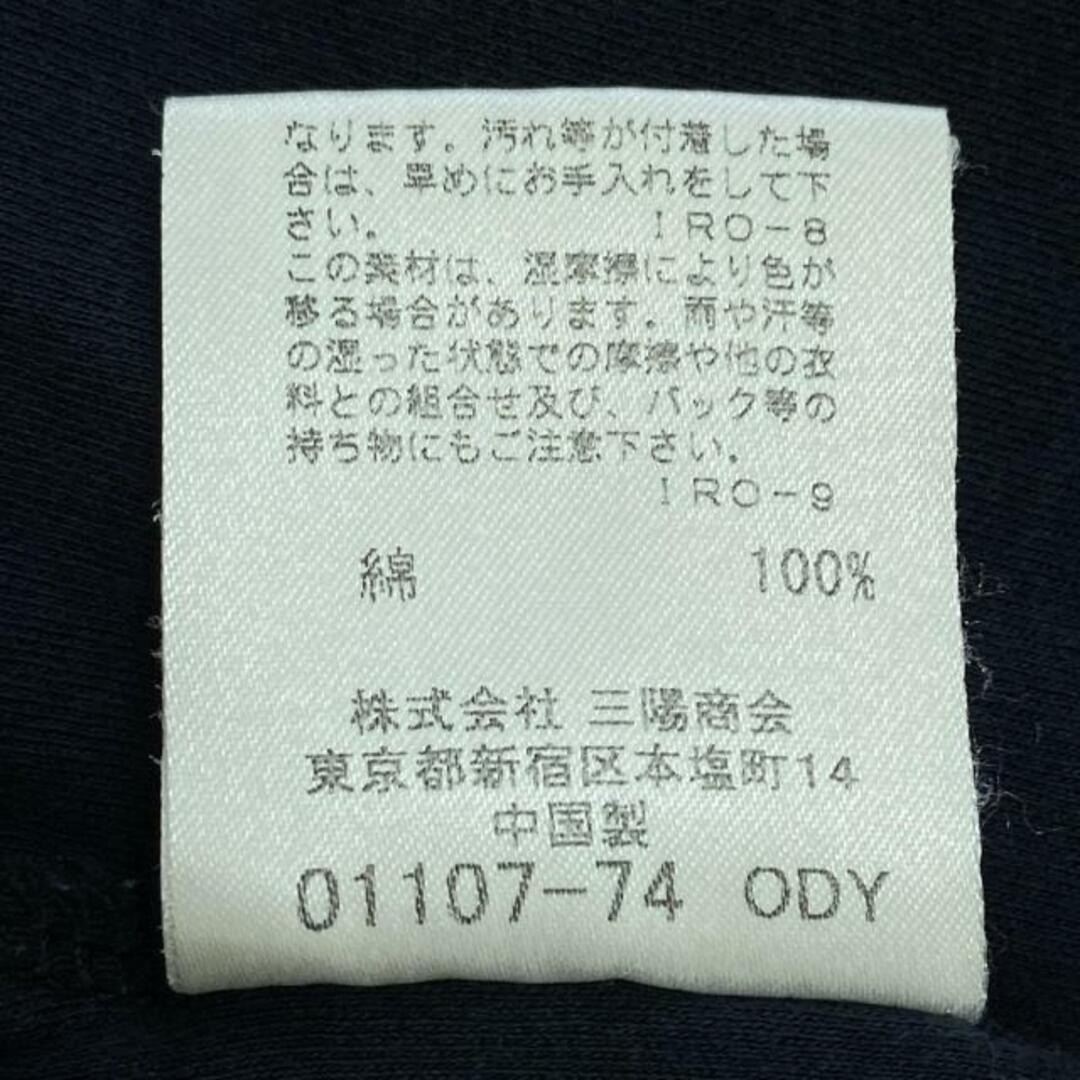 なります。汚れ等が付着した場
合は、早めにお手入れをして下
さい。 IRO-8
この素材は、湿摩擦により色が
移る場合があります。雨や汗等
の湿った状態での摩擦や他の衣
料との組合せ及び、バック等の
持ち物にもご注意下さい。
IRO-9
綿 100%
株式会社 三陽商会
東京都新宿区本塩町14
中国製
01107-74 ODY